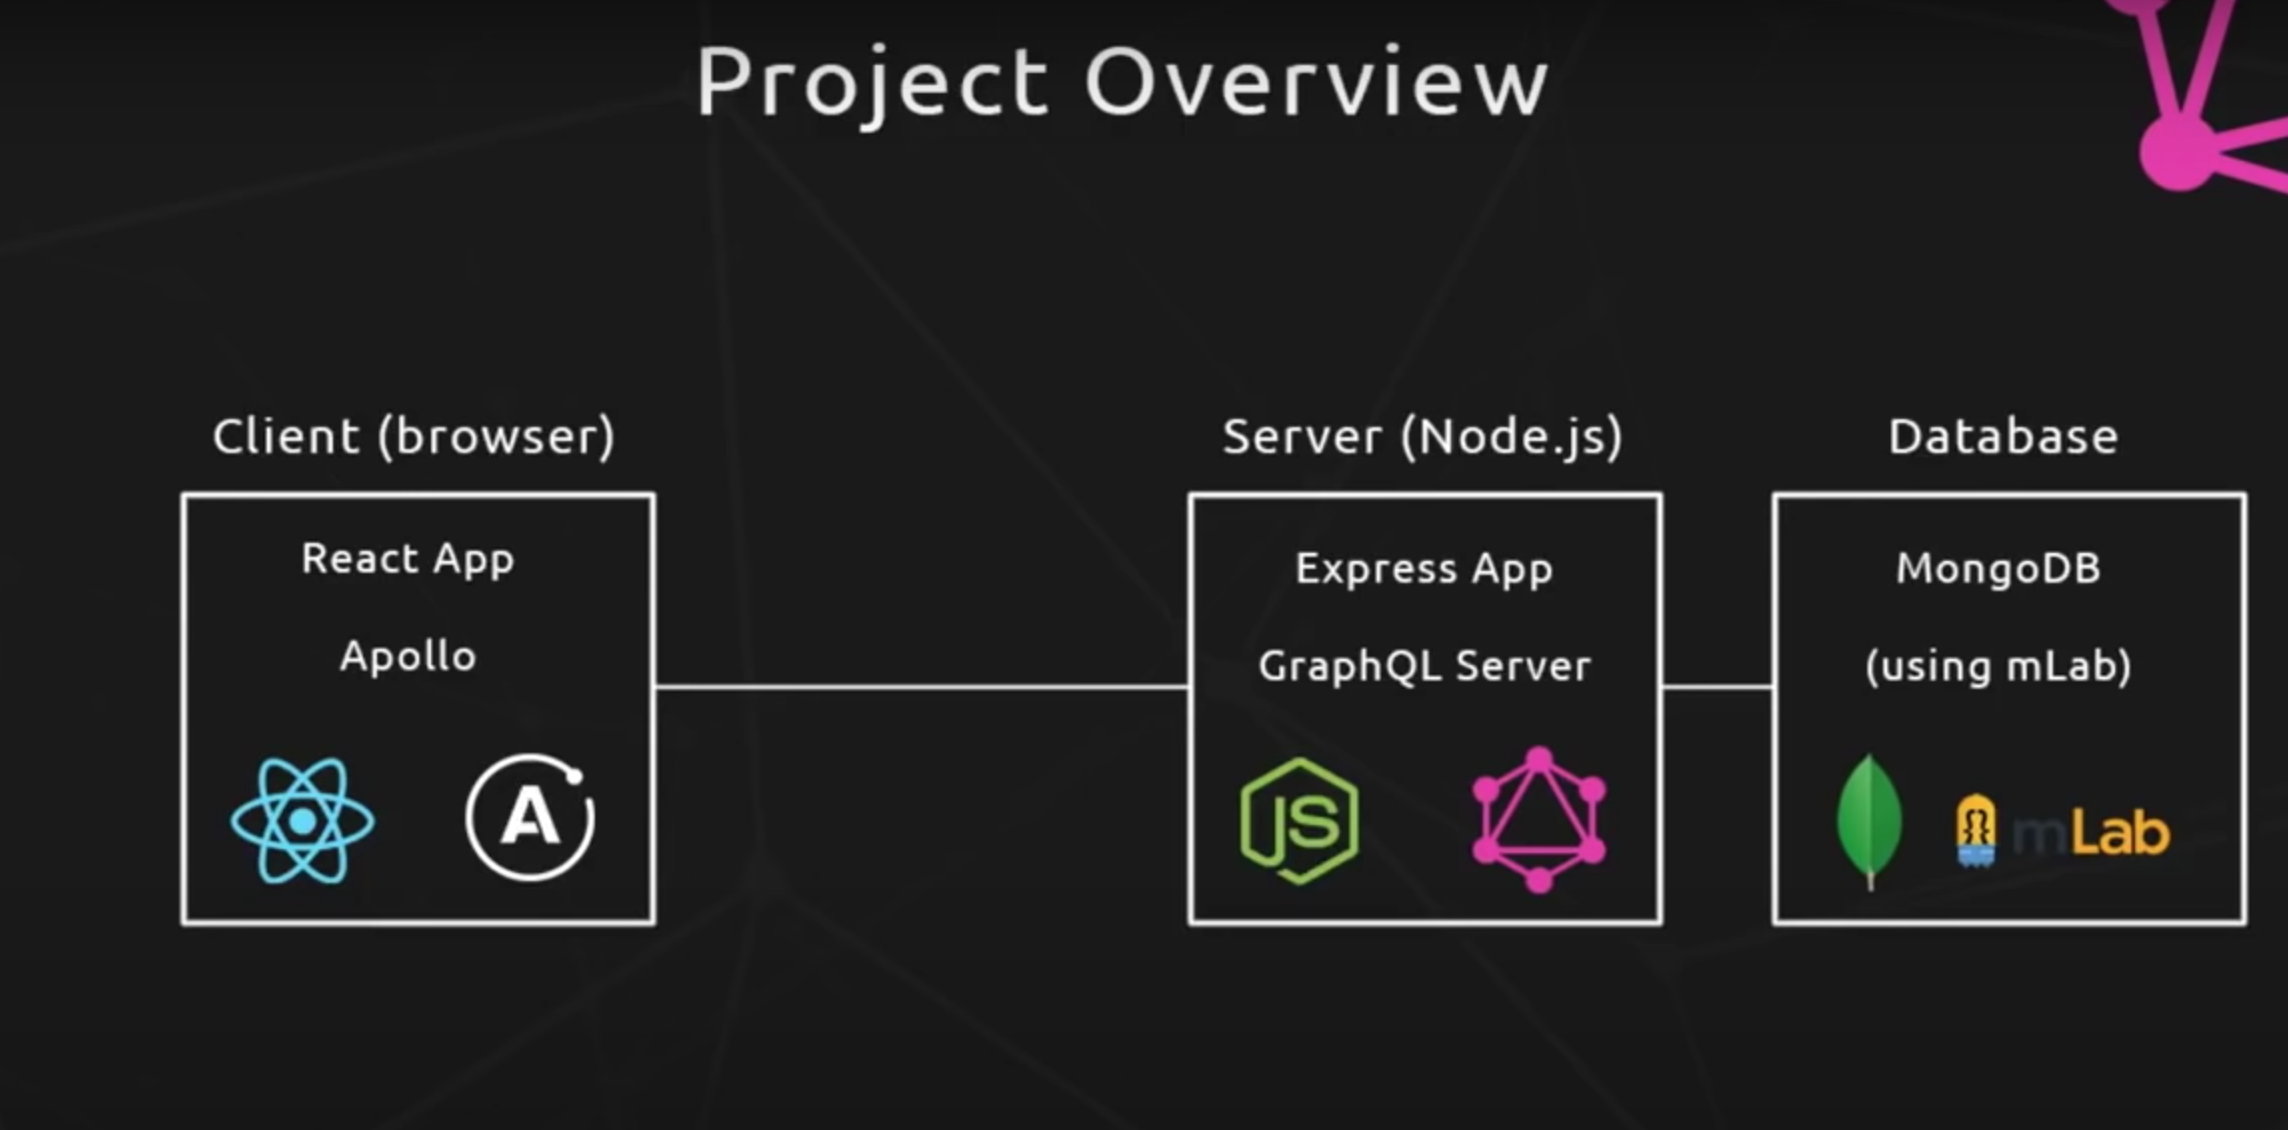 Project Overview
Client (browser)
React App
Apollo
A
Server (Node.js)
Express App
GraphQL Server
JS
Database
MongoDB
(using mLab)
{} mLab